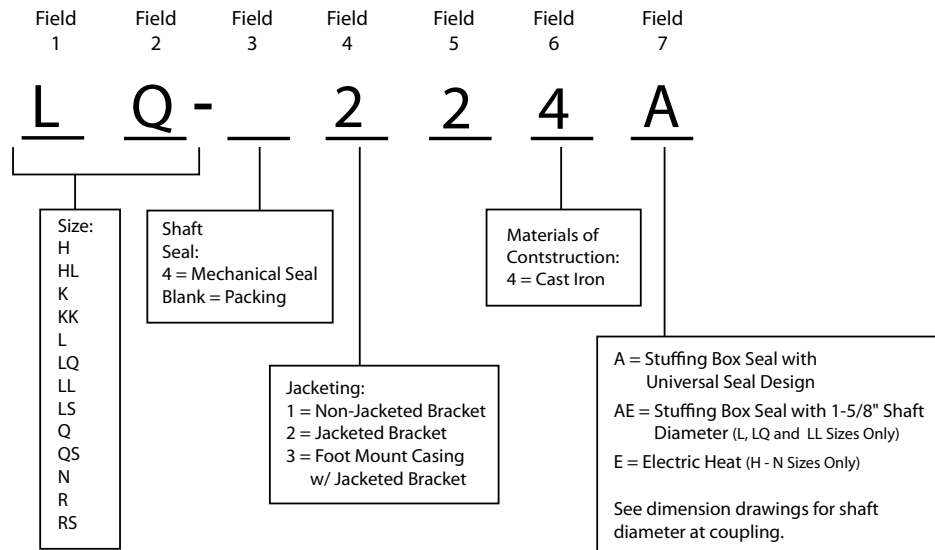 Field Field Field Field Field Field Field
1 2 3 4 5 6 7
L Q - 2 2 4 A
Size:
H
HL
K
KK
L
LQ
LL
LS
Q
QS
N
R
RS
Shaft
Seal:
4 = Mechanical Seal
Blank = Packing
Jacketing:
1 = Non-Jacketed Bracket
2 = Jacketed Bracket
3 = Foot Mount Casing
w/ Jacketed Bracket
Materials of
Contstruction:
4 = Cast Iron
A = Stuffing Box Seal with
Universal Seal Design
AE = Stuffing Box Seal with 1-5/8" Shaft
Diameter (L, LQ and LL Sizes Only)
E = Electric Heat (H - N Sizes Only)
See dimension drawings for shaft
diameter at coupling.